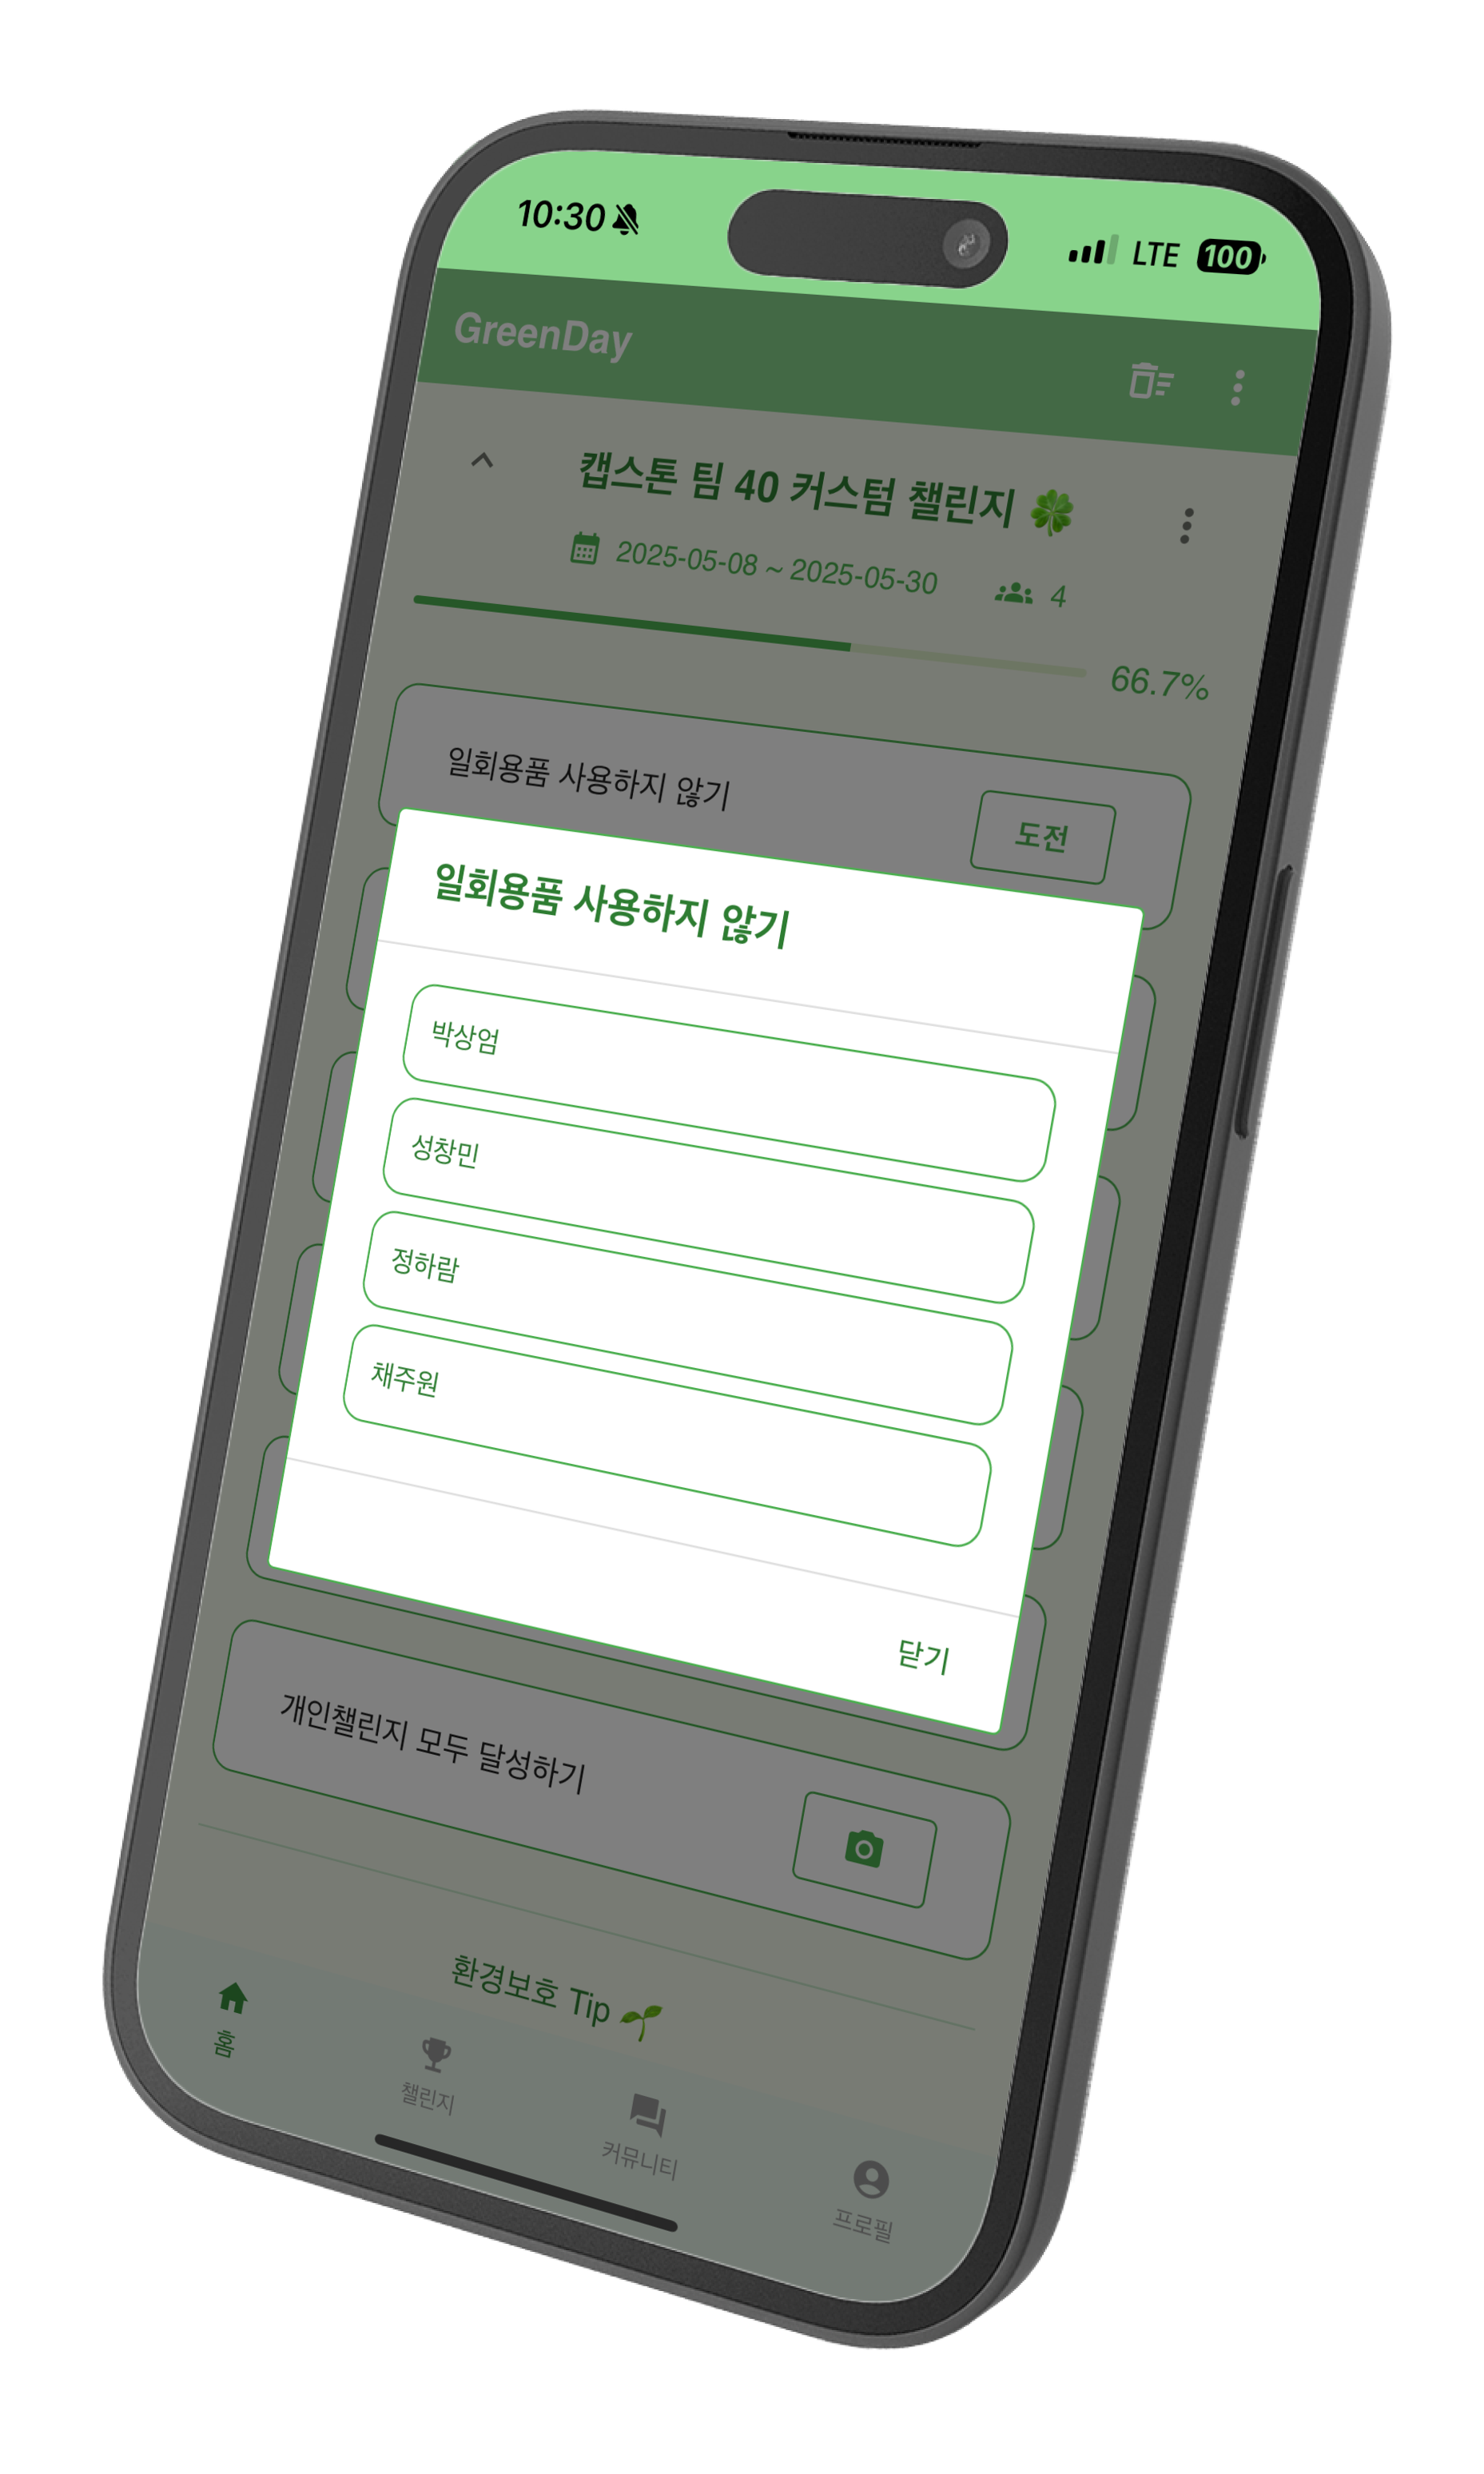 10:30
LTE 100
GreenDay
캡스톤 팀 40 커스텀 챌린지 🍀
2025-05-08 ~ 2025-05-30 4
66.7%
일회용품 사용하지 않기
도전
일회용품 사용하지 않기
박상엄
성창민
정하람
채주원
닫기
개인챌린지 모두 달성하기
환경보호 Tip 🌱
홈
챌린지
커뮤니티
프로필